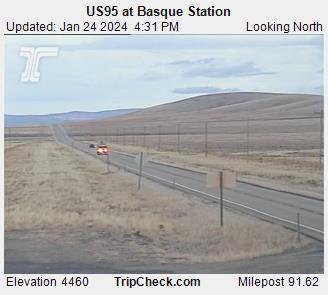 US95 at Basque Station
Updated: Jan 24 2024 4:31 PM Looking North
Elevation 4460 TripCheck.com Milepost 91.62